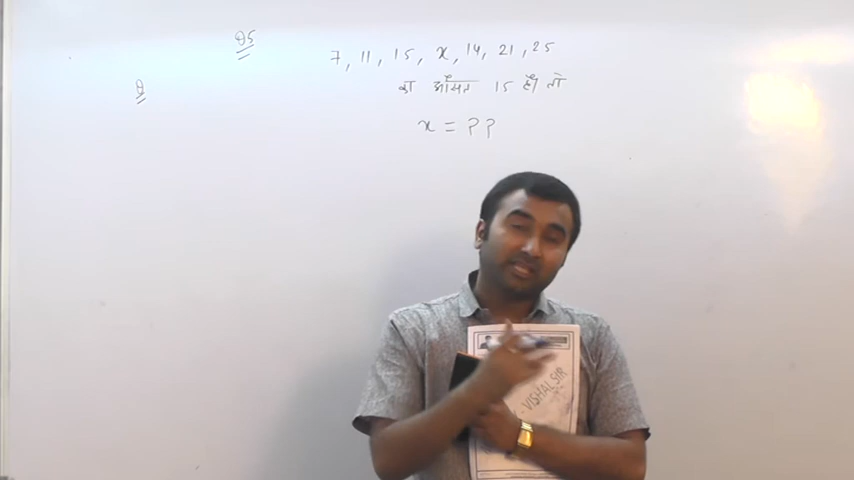 Q5
7, 11, 15, x, 14, 21, 25
Q
का औसत 15 है तो
x = ??
VISHAL SIR